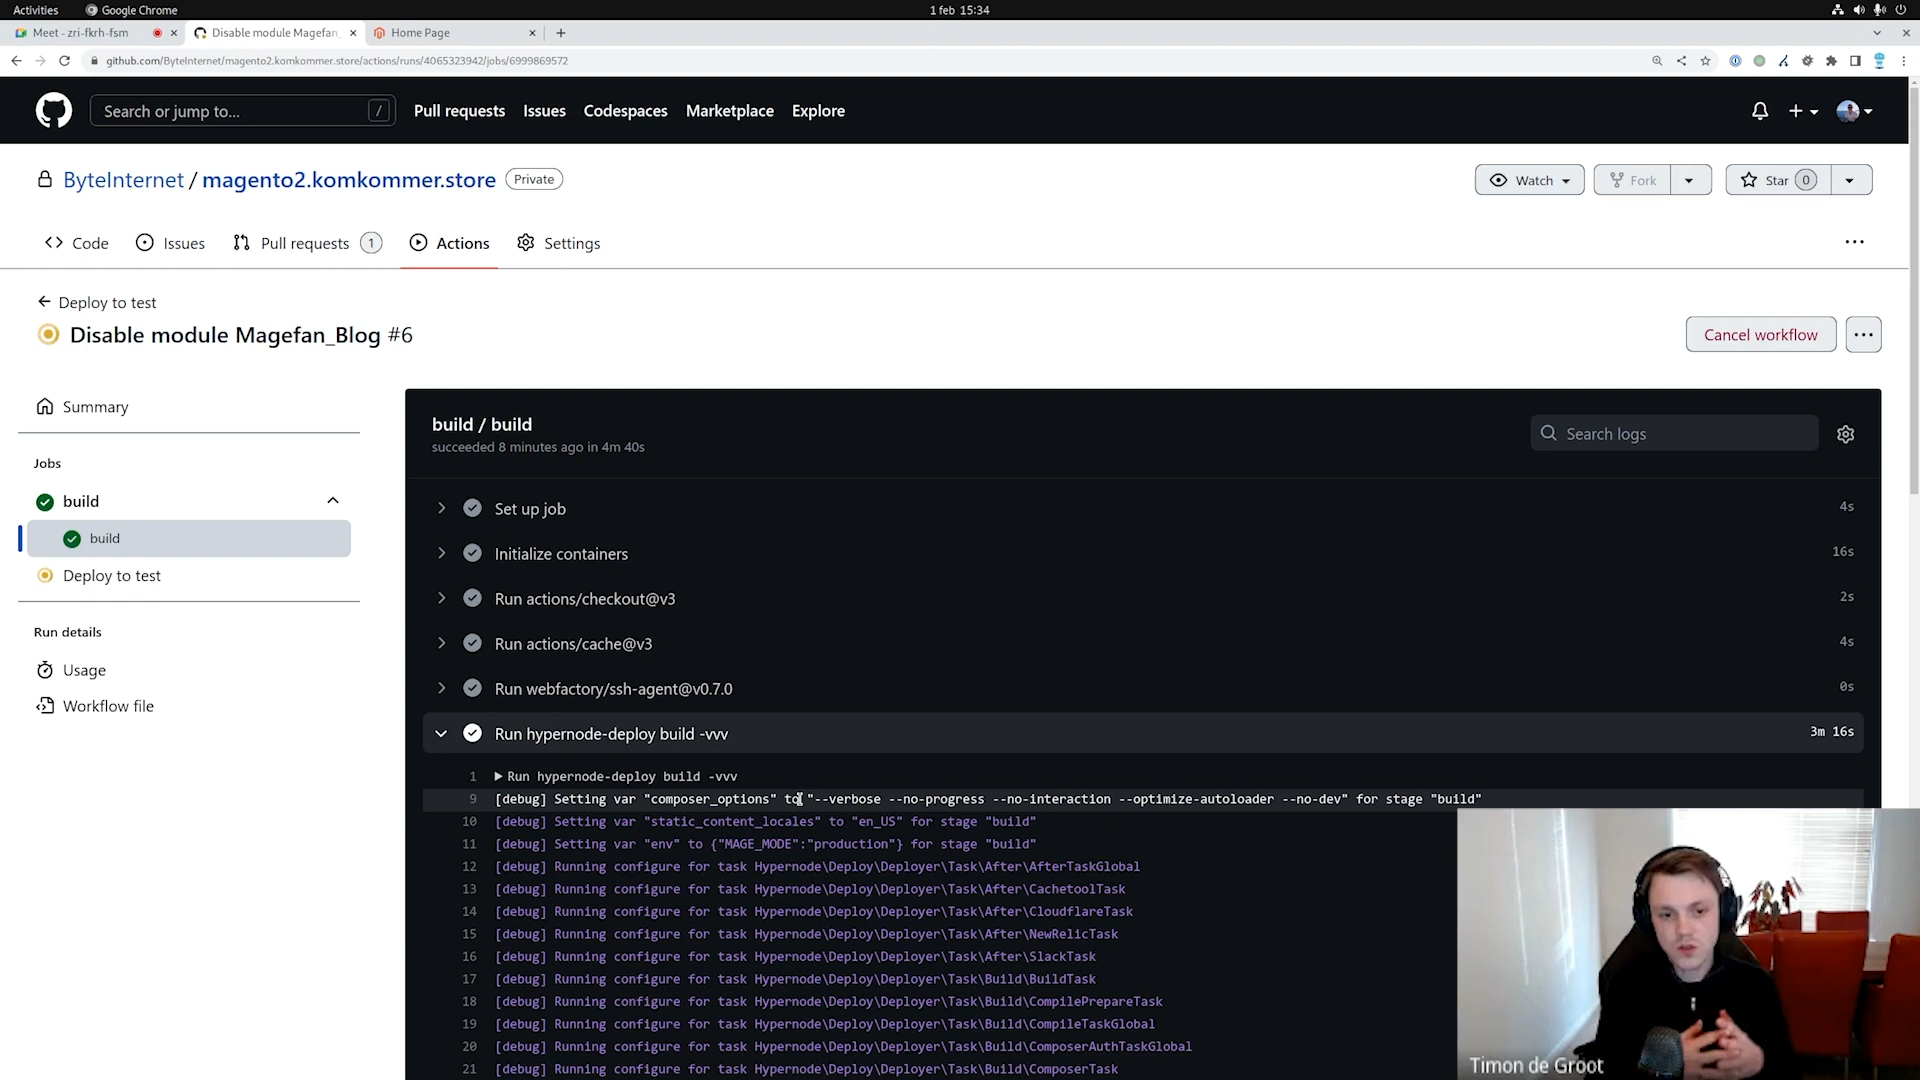 Activities
Google Chrome
1 feb 15:34
Meet - zri-fkrh-fsm
Disable module Magefan_
Home Page
github.com/ByteInternet/magento2.komkommer.store/actions/runs/4065323942/jobs/6999869572
Search or jump to...
/
Pull requests
Issues
Codespaces
Marketplace
Explore
ByteInternet / magento2.komkommer.store
Private
Watch
Fork
Star 0
Code
Issues
Pull requests 1
Actions
Settings
Deploy to test
Disable module Magefan_Blog #6
Cancel workflow
Summary
Jobs
build
build
Deploy to test
Run details
Usage
Workflow file
build / build
succeeded 8 minutes ago in 4m 40s
Search logs
Set up job 4s
Initialize containers 16s
Run actions/checkout@v3 2s
Run actions/cache@v3 4s
Run webfactory/ssh-agent@v0.7.0 0s
Run hypernode-deploy build -vvv 3m 16s
1 Run hypernode-deploy build -vvv
9 [debug] Setting var "composer_options" to "--verbose --no-progress --no-interaction --optimize-autoloader --no-dev" for stage "build"
10 [debug] Setting var "static_content_locales" to "en_US" for stage "build"
11 [debug] Setting var "env" to {"MAGE_MODE":"production"} for stage "build"
12 [debug] Running configure for task Hypernode\Deploy\Deployer\Task\After\AfterTaskGlobal
13 [debug] Running configure for task Hypernode\Deploy\Deployer\Task\After\CachetoolTask
14 [debug] Running configure for task Hypernode\Deploy\Deployer\Task\After\CloudflareTask
15 [debug] Running configure for task Hypernode\Deploy\Deployer\Task\After\NewRelicTask
16 [debug] Running configure for task Hypernode\Deploy\Deployer\Task\After\SlackTask
17 [debug] Running configure for task Hypernode\Deploy\Deployer\Task\Build\BuildTask
18 [debug] Running configure for task Hypernode\Deploy\Deployer\Task\Build\CompilePrepareTask
19 [debug] Running configure for task Hypernode\Deploy\Deployer\Task\Build\CompileTaskGlobal
20 [debug] Running configure for task Hypernode\Deploy\Deployer\Task\Build\ComposerAuthTaskGlobal
21 [debug] Running configure for task Hypernode\Deploy\Deployer\Task\Build\ComposerTask
Timon de Groot